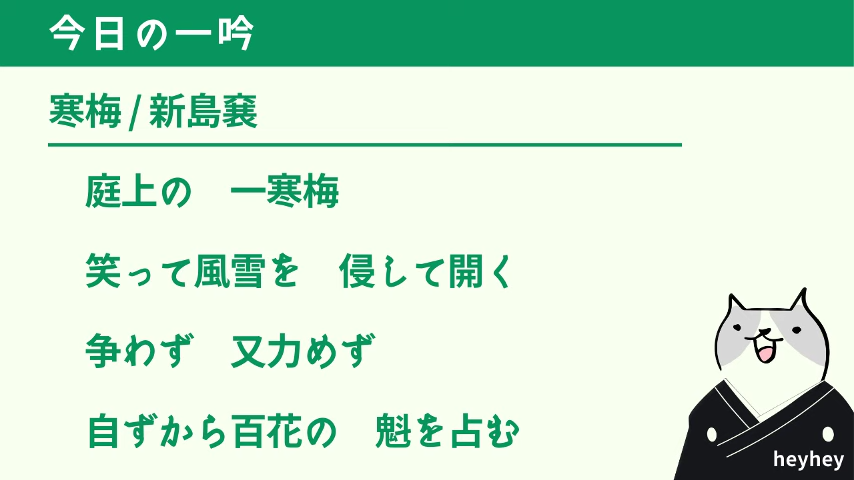 今日の一吟
寒梅/新島襄
庭上の　一寒梅
笑って風雪を　侵して開く
争わず　又力めず
自ずから百花の　魁を占む
heyhey